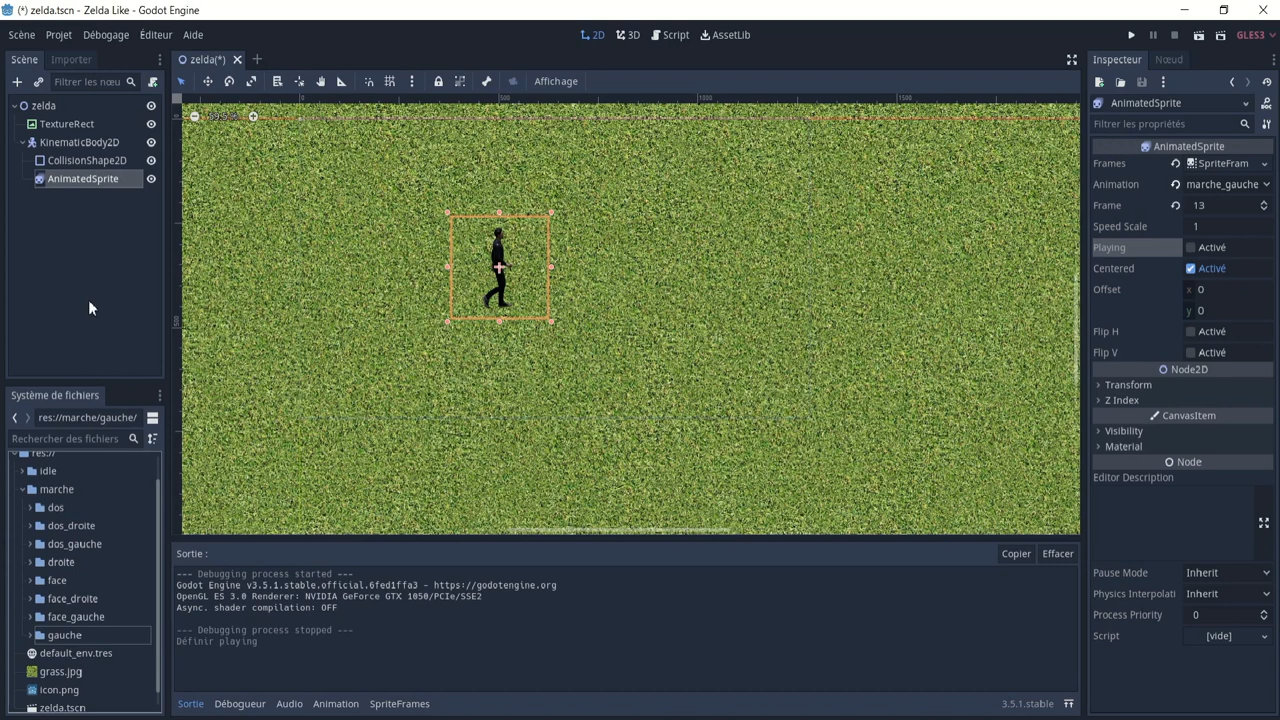 (*) zelda.tscn - Zelda Like - Godot Engine
Scène Projet Débogage Éditeur Aide
2D 3D Script AssetLib
GLES3
Scène Importer
zelda(*)
Inspecteur Nœud
Filtrer les nœu
Affichage
zelda
TextureRect
KinematicBody2D
CollisionShape2D
AnimatedSprite
0 500 1000 1500
500
AnimatedSprite
Filtrer les propriétés
AnimatedSprite
Frames SpriteFram
Animation marche_gauche
Frame 13
Speed Scale 1
Playing Activé
Centered Activé
Offset x 0
y 0
Flip H Activé
Flip V Activé
Node2D
Transform
Z Index
CanvasItem
Visibility
Material
Node
Editor Description
Pause Mode Inherit
Physics Interpolati Inherit
Process Priority 0
Script [vide]
Système de fichiers
res://marche/gauche/
Rechercher des fichiers
res://
idle
marche
dos
dos_droite
dos_gauche
droite
face
face_droite
face_gauche
gauche
default_env.tres
grass.jpg
icon.png
zelda.tscn
Sortie :
Copier Effacer
--- Debugging process started ---
Godot Engine v3.5.1.stable.official.6fed1ffa3 - https://godotengine.org
OpenGL ES 3.0 Renderer: NVIDIA GeForce GTX 1050/PCIe/SSE2
Async. shader compilation: OFF
--- Debugging process stopped ---
Définir playing
Sortie Débogueur Audio Animation SpriteFrames
3.5.1.stable